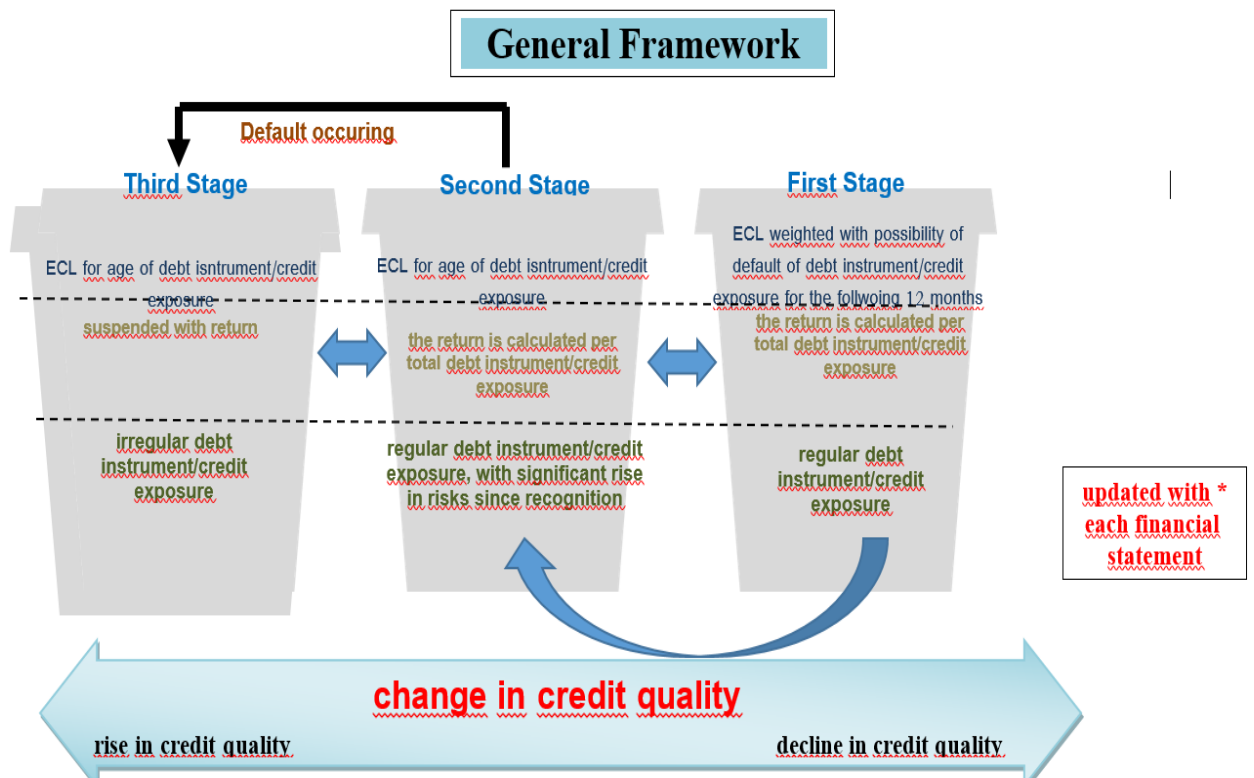 General Framework
Default occuring
Third Stage
ECL for age of debt isntrument/credit
exposure
suspended with return
irregular debt
instrument/credit
exposure
Second Stage
ECL for age of debt isntrument/credit
exposure
the return is calculated per
total debt instrument/credit
exposure
regular debt instrument/credit
exposure, with significant rise
in risks since recognition
First Stage
ECL weighted with possibility of
default of debt instrument/credit
exposure for the follwoing 12 months
the return is calculated per
total debt instrument/credit
exposure
regular debt
instrument/credit
exposure
updated with *
each financial
statement
change in credit quality
rise in credit quality
decline in credit quality